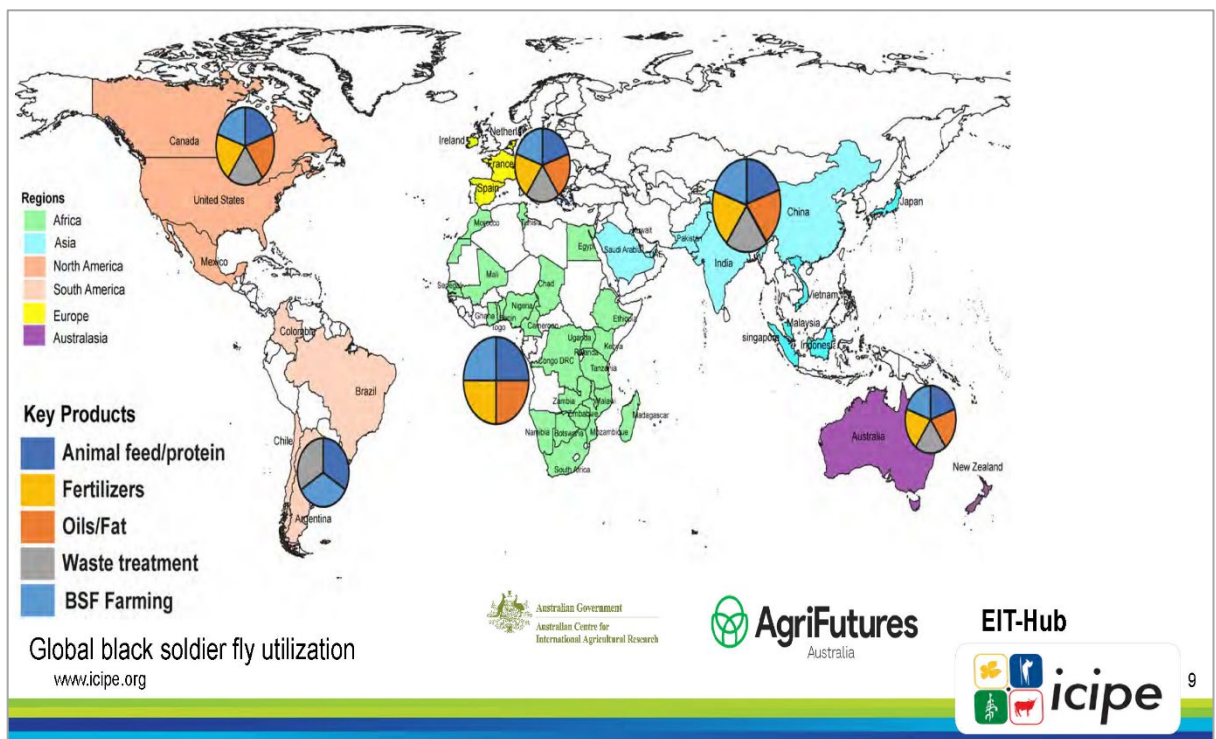 Canada
United States
Mexico
Ireland
Netherl
France
Spain
China
Japan
Pakistan
India
Kuwait
Saudi Arabia
UAE
Vietnam
Malaysia
singapore
Indonesia
Morocco
Tunisia
Egypt
Mali
Chad
Senegal
Nigeria
Ghana
Benin
Togo
Cameroon
Ethiopia
Uganda
Kenya
Rwanda
Congo DRC
Tanzania
Zambia
Malawi
Zimbabwe
Madagascar
Namibia
Botswana
Mozambique
South Africa
Colombia
Brazil
Chile
Argentina
Australia
New Zealand
Regions
Africa
Asia
North America
South America
Europe
Australasia
Key Products
Animal feed/protein
Fertilizers
Oils/Fat
Waste treatment
BSF Farming
Global black soldier fly utilization
www.icipe.org
Australian Government
Australian Centre for
International Agricultural Research
AgriFutures
Australia
EIT-Hub
icipe
9